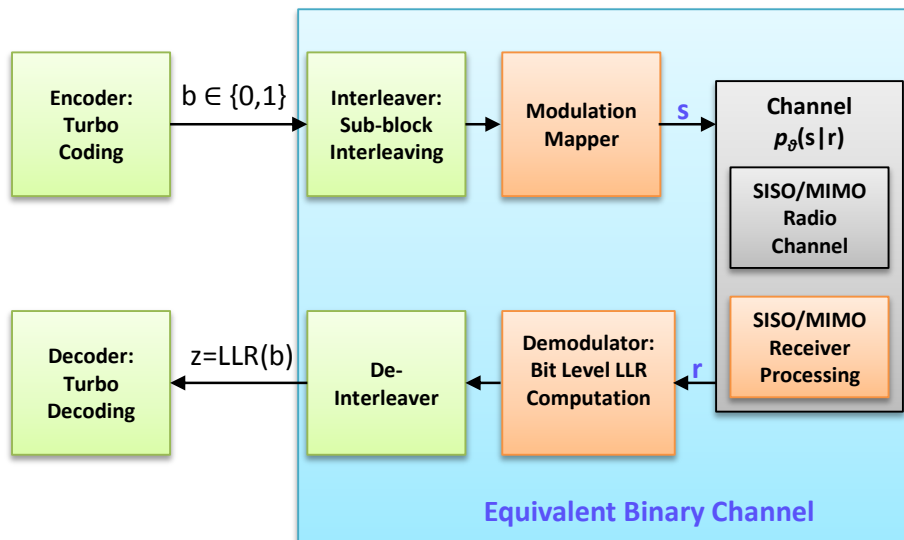 Encoder:
Turbo
Coding
b ∈ {0,1}
Interleaver:
Sub-block
Interleaving
Modulation
Mapper
s
Channel
p𝜗(s|r)
SISO/MIMO
Radio
Channel
SISO/MIMO
Receiver
Processing
r
Demodulator:
Bit Level LLR
Computation
De-
Interleaver
z=LLR(b)
Decoder:
Turbo
Decoding
Equivalent Binary Channel